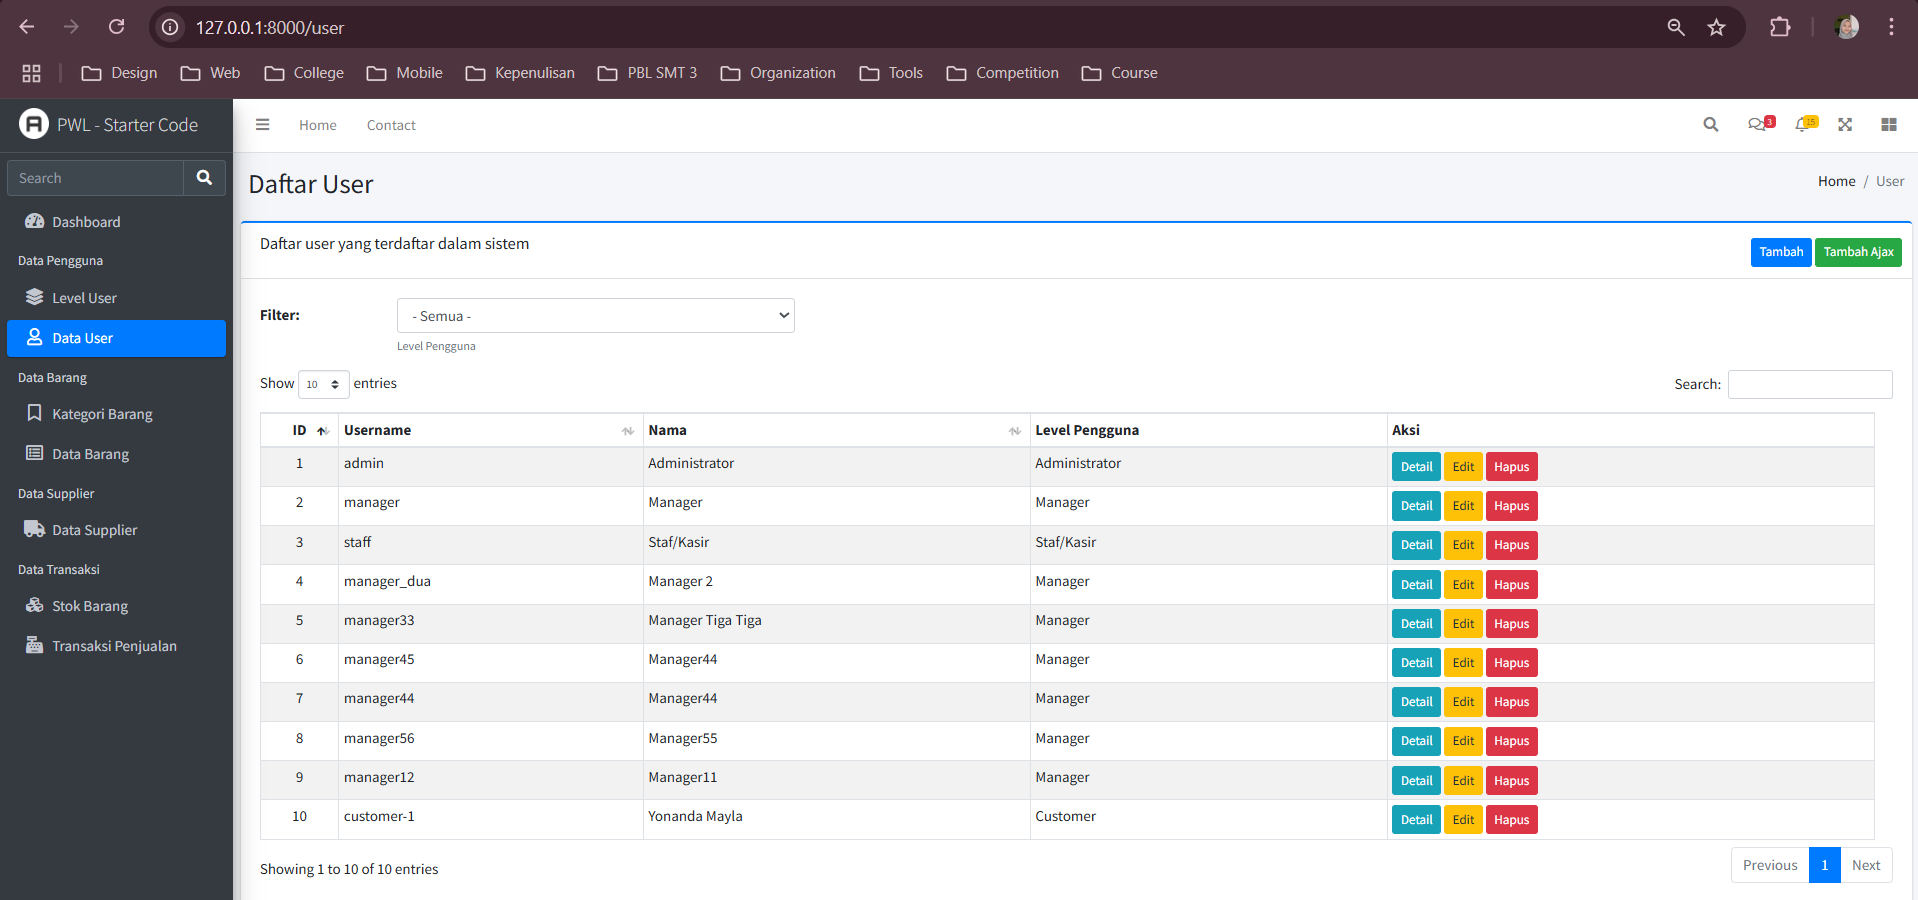 127.0.0.1:8000/user
Design Web College Mobile Kepenulisan PBL SMT 3 Organization Tools Competition Course
PWL - Starter Code
Home Contact
3
15
Search
Dashboard
Data Pengguna
Level User
Data User
Data Barang
Kategori Barang
Data Barang
Data Supplier
Data Supplier
Data Transaksi
Stok Barang
Transaksi Penjualan
Daftar User
Home / User
Daftar user yang terdaftar dalam sistem
Tambah Tambah Ajax
Filter: - Semua -
Level Pengguna
Show 10 entries
Search:
ID Username Nama Level Pengguna Aksi
1 admin Administrator Administrator Detail Edit Hapus
2 manager Manager Manager Detail Edit Hapus
3 staff Staf/Kasir Staf/Kasir Detail Edit Hapus
4 manager_dua Manager 2 Manager Detail Edit Hapus
5 manager33 Manager Tiga Tiga Manager Detail Edit Hapus
6 manager45 Manager44 Manager Detail Edit Hapus
7 manager44 Manager44 Manager Detail Edit Hapus
8 manager56 Manager55 Manager Detail Edit Hapus
9 manager12 Manager11 Manager Detail Edit Hapus
10 customer-1 Yonanda Mayla Customer Detail Edit Hapus
Showing 1 to 10 of 10 entries
Previous 1 Next